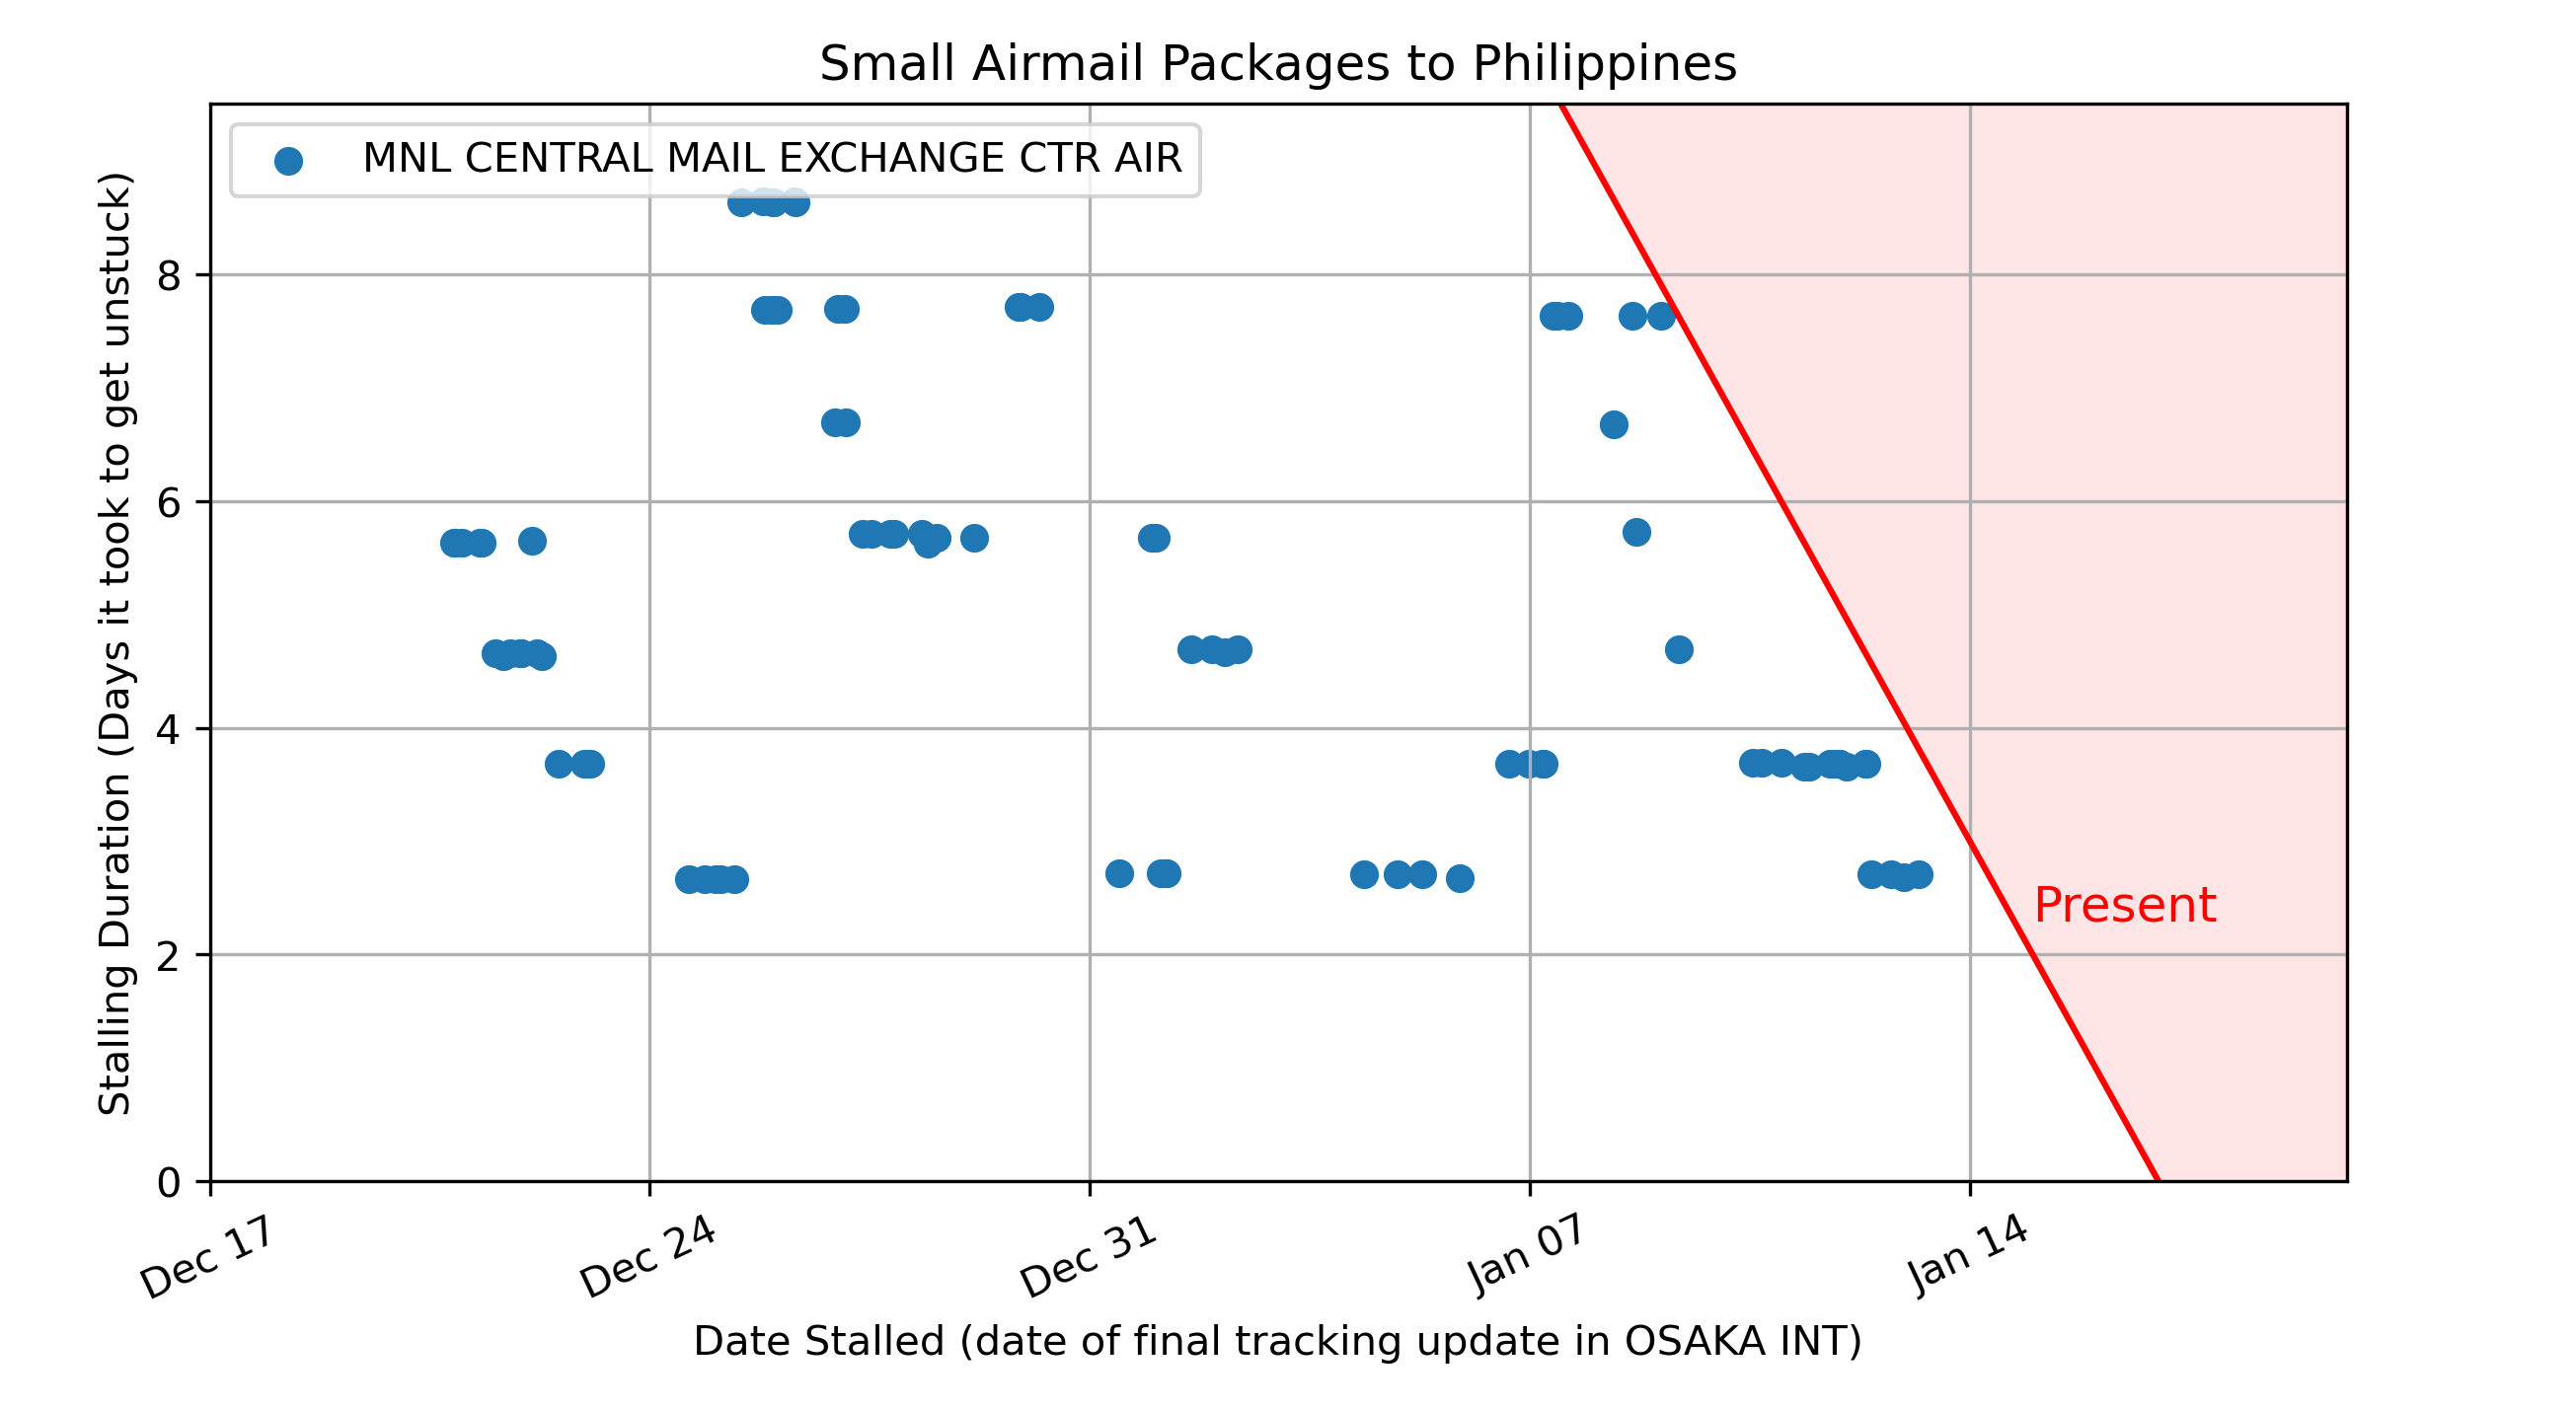 Small Airmail Packages to Philippines
MNL CENTRAL MAIL EXCHANGE CTR AIR
Stalling Duration (Days it took to get unstuck)
8
6
4
2
0
Present
Dec 17
Dec 24
Dec 31
Jan 07
Jan 14
Date Stalled (date of final tracking update in OSAKA INT)